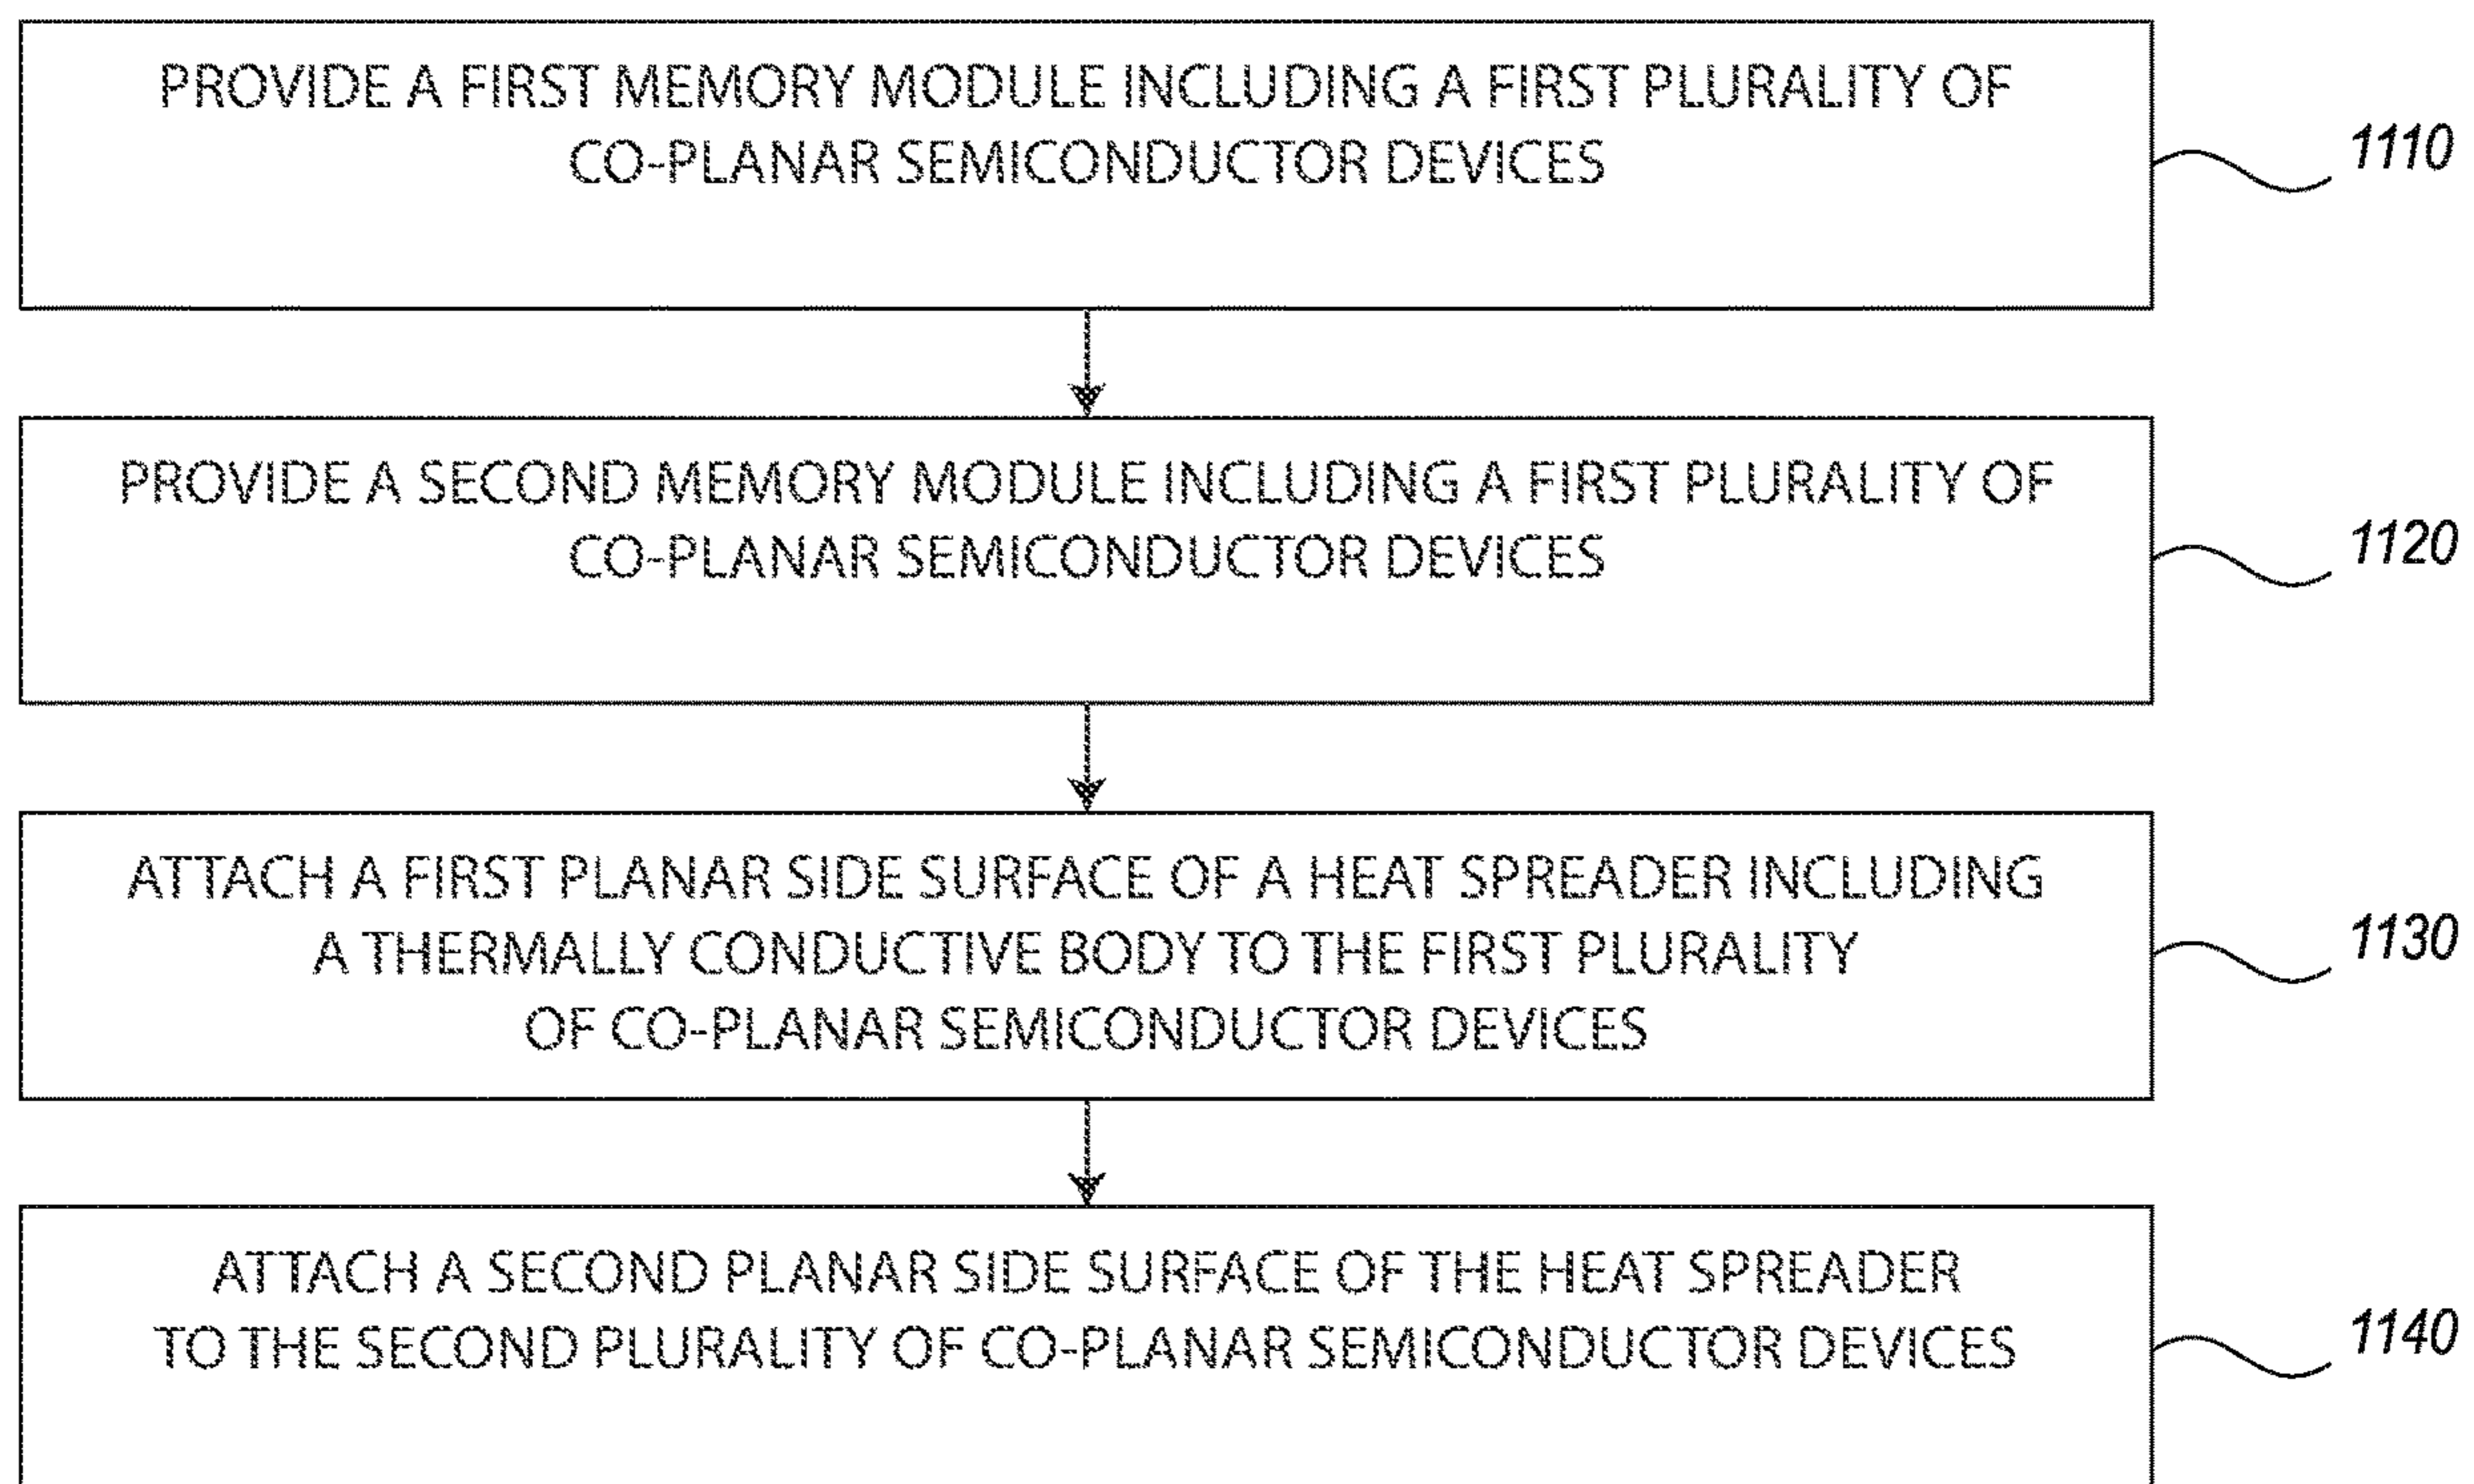 PROVIDE A FIRST MEMORY MODULE INCLUDING A FIRST PLURALITY OF
CO-PLANAR SEMICONDUCTOR DEVICES
1110
PROVIDE A SECOND MEMORY MODULE INCLUDING A FIRST PLURALITY OF
CO-PLANAR SEMICONDUCTOR DEVICES
1120
ATTACH A FIRST PLANAR SIDE SURFACE OF A HEAT SPREADER INCLUDING
A THERMALLY CONDUCTIVE BODY TO THE FIRST PLURALITY
OF CO-PLANAR SEMICONDUCTOR DEVICES
1130
ATTACH A SECOND PLANAR SIDE SURFACE OF THE HEAT SPREADER
TO THE SECOND PLURALITY OF CO-PLANAR SEMICONDUCTOR DEVICES
1140